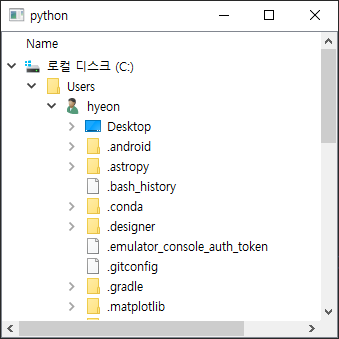 python
Name
로컬 디스크 (C:)
Users
hyeon
Desktop
.android
.astropy
.bash_history
.conda
.designer
.emulator_console_auth_token
.gitconfig
.gradle
.matplotlib